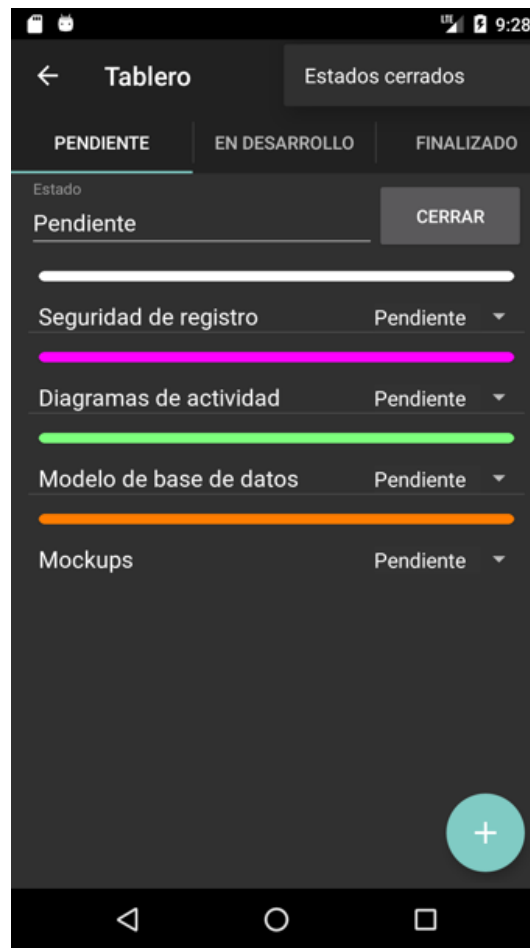 LTE 9:28
Tablero
Estados cerrados
PENDIENTE EN DESARROLLO FINALIZADO
Estado
Pendiente CERRAR
Seguridad de registro Pendiente
Diagramas de actividad Pendiente
Modelo de base de datos Pendiente
Mockups Pendiente